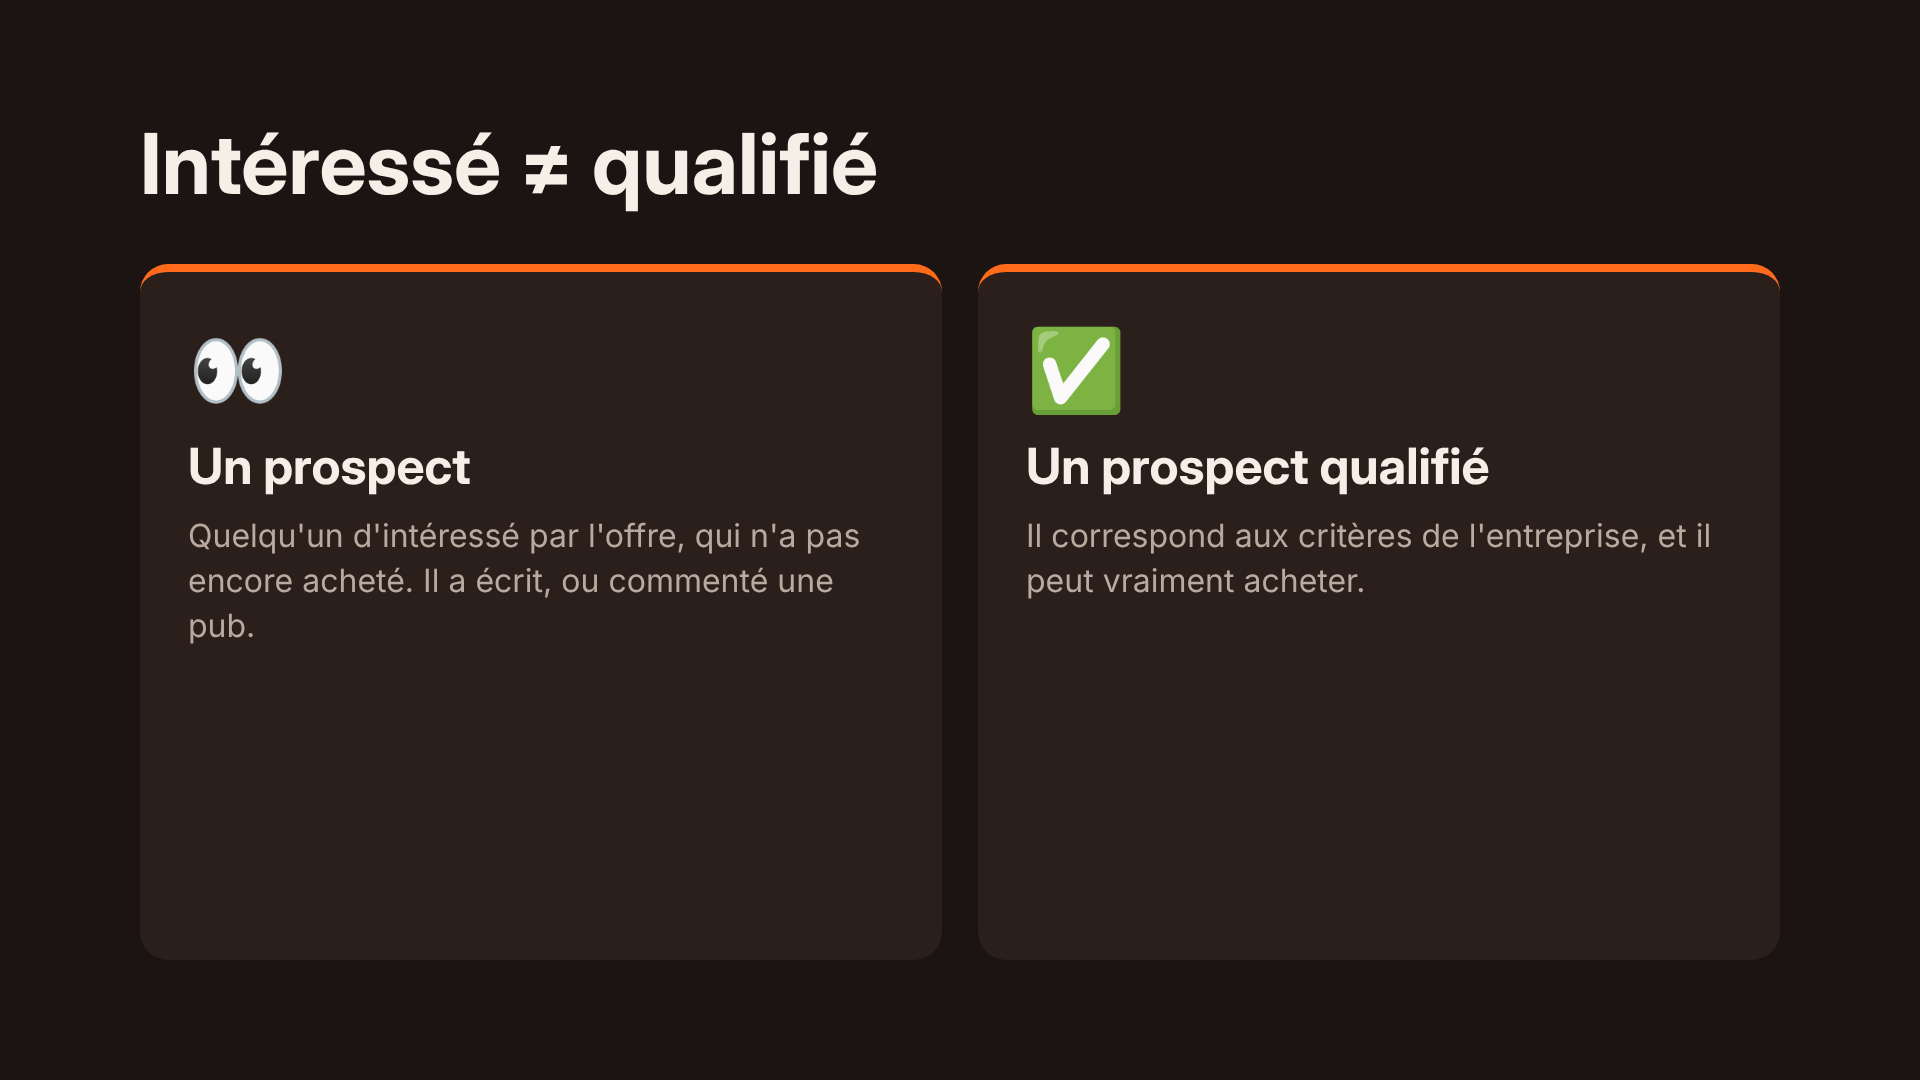 Intéressé ≠ qualifié
Un prospect
Quelqu'un d'intéressé par l'offre, qui n'a pas
encore acheté. Il a écrit, ou commenté une
pub.
Un prospect qualifié
Il correspond aux critères de l'entreprise, et il
peut vraiment acheter.